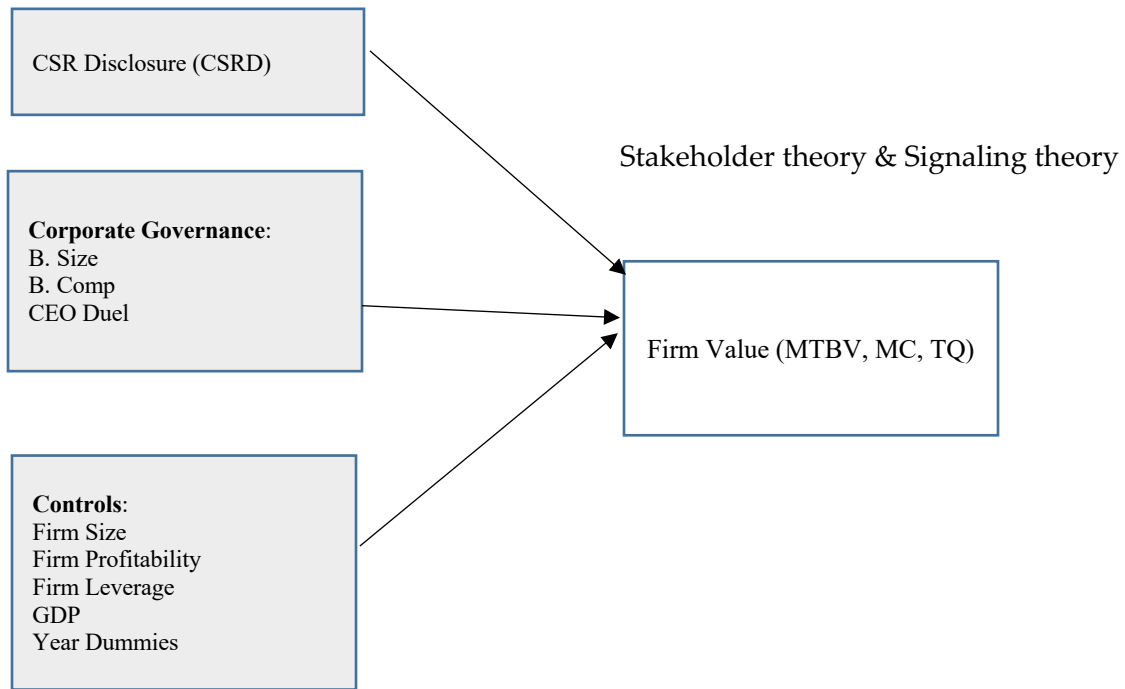 CSR Disclosure (CSRD)
Stakeholder theory & Signaling theory
Corporate Governance:
B. Size
B. Comp
CEO Duel
Firm Value (MTBV, MC, TQ)
Controls:
Firm Size
Firm Profitability
Firm Leverage
GDP
Year Dummies